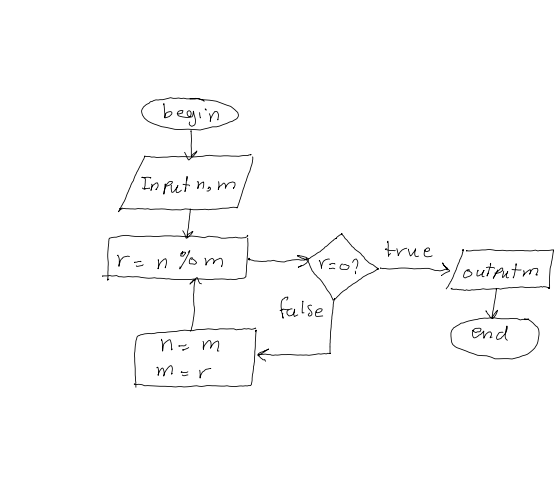 begin
Input n, m
r = n % m
r=0?
true
output m
end
false
n = m
m = r